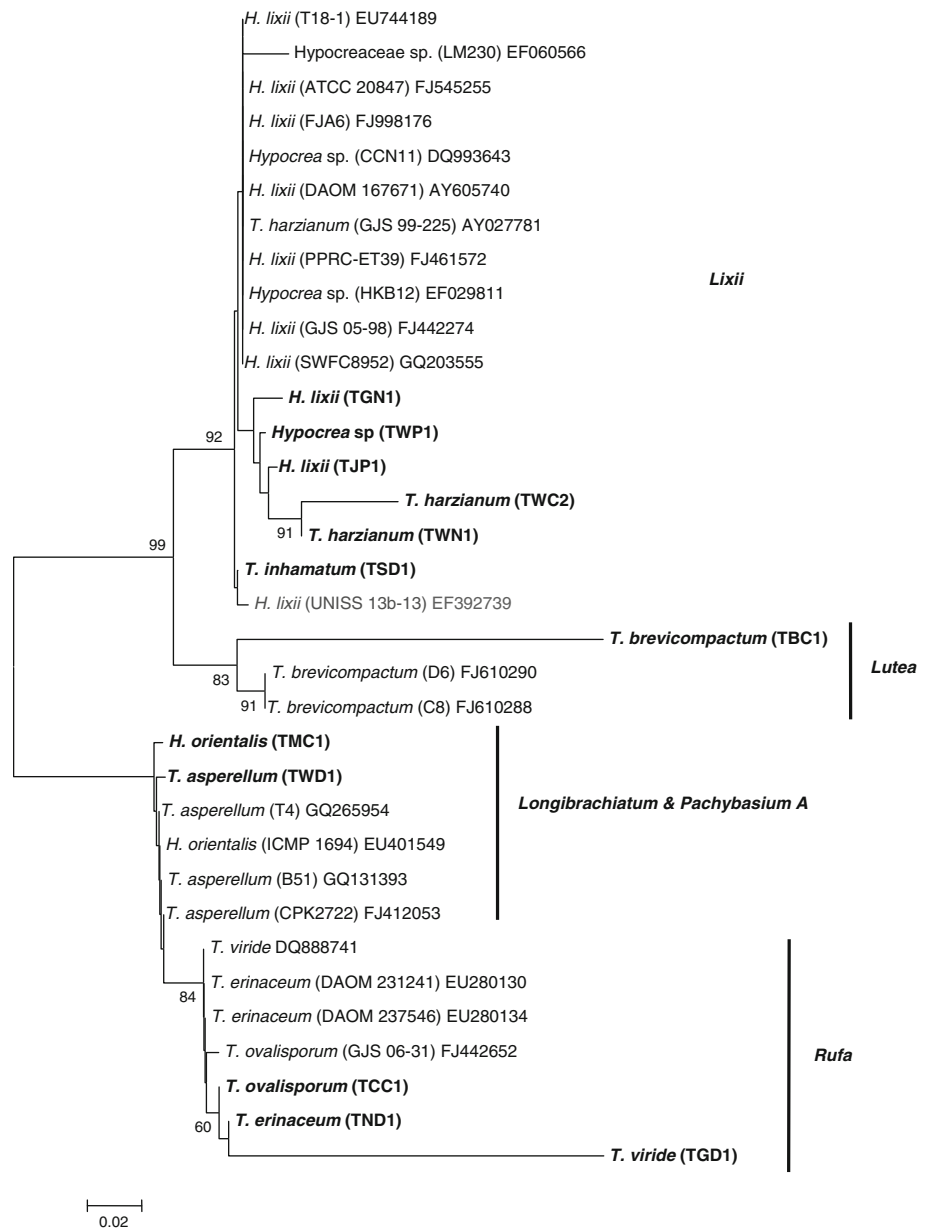 H. lixii (T18-1) EU744189
Hypocreaceae sp. (LM230) EF060566
H. lixii (ATCC 20847) FJ545255
H. lixii (FJA6) FJ998176
Hypocrea sp. (CCN11) DQ993643
H. lixii (DAOM 167671) AY605740
T. harzianum (GJS 99-225) AY027781
H. lixii (PPRC-ET39) FJ461572
Lixii
Hypocrea sp. (HKB12) EF029811
H. lixii (GJS 05-98) FJ442274
H. lixii (SWFC8952) GQ203555
H. lixii (TGN1)
92
Hypocrea sp (TWP1)
H. lixii (TJP1)
T. harzianum (TWC2)
91
T. harzianum (TWN1)
99
T. inhamatum (TSD1)
H. lixii (UNISS 13b-13) EF392739
T. brevicompactum (TBC1)
Lutea
83
T. brevicompactum (D6) FJ610290
91
T. brevicompactum (C8) FJ610288
H. orientalis (TMC1)
T. asperellum (TWD1)
Longibrachiatum & Pachybasium A
T. asperellum (T4) GQ265954
H. orientalis (ICMP 1694) EU401549
T. asperellum (B51) GQ131393
T. asperellum (CPK2722) FJ412053
T. viride DQ888741
84
T. erinaceum (DAOM 231241) EU280130
T. erinaceum (DAOM 237546) EU280134
T. ovalisporum (GJS 06-31) FJ442652
Rufa
T. ovalisporum (TCC1)
60
T. erinaceum (TND1)
T. viride (TGD1)
0.02